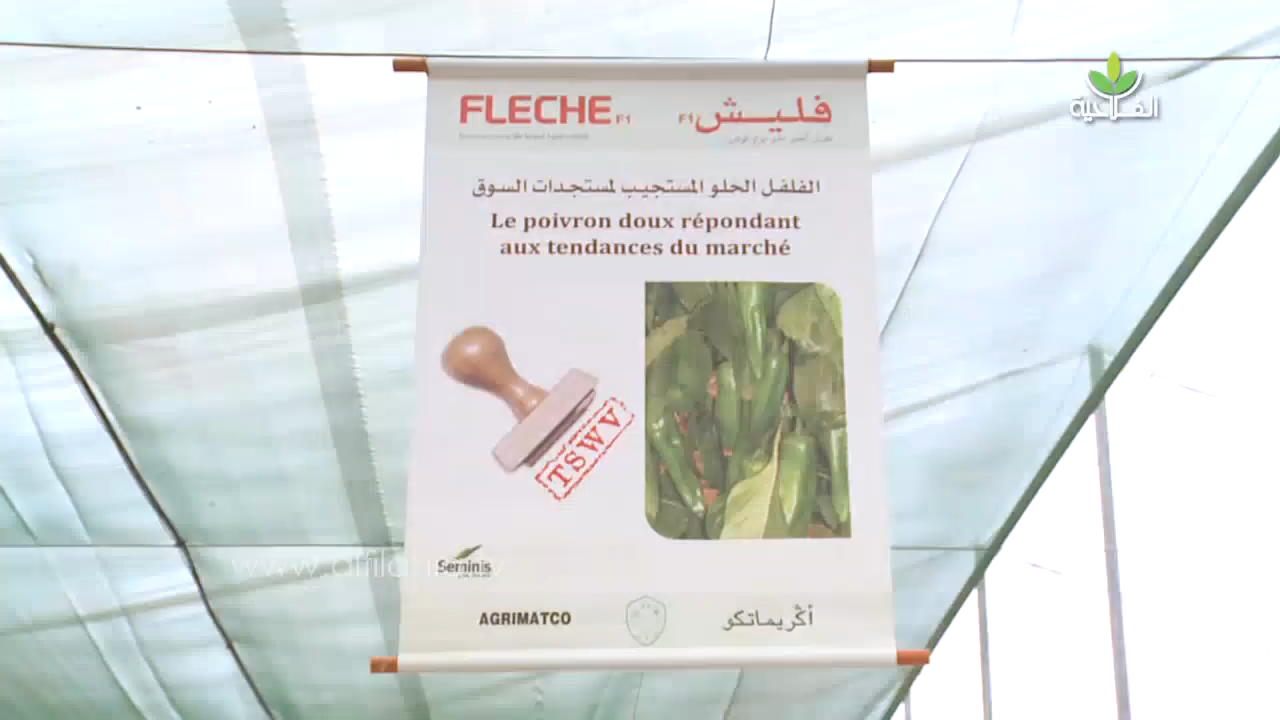 FLECHE F1
فليش F1
الفلفل الحلو المستجيب لمستجدات السوق
Le poivron doux répondant
aux tendances du marché
TSWV
Seminis
AGRIMATCO
أڭريماتكو
الفلاحية